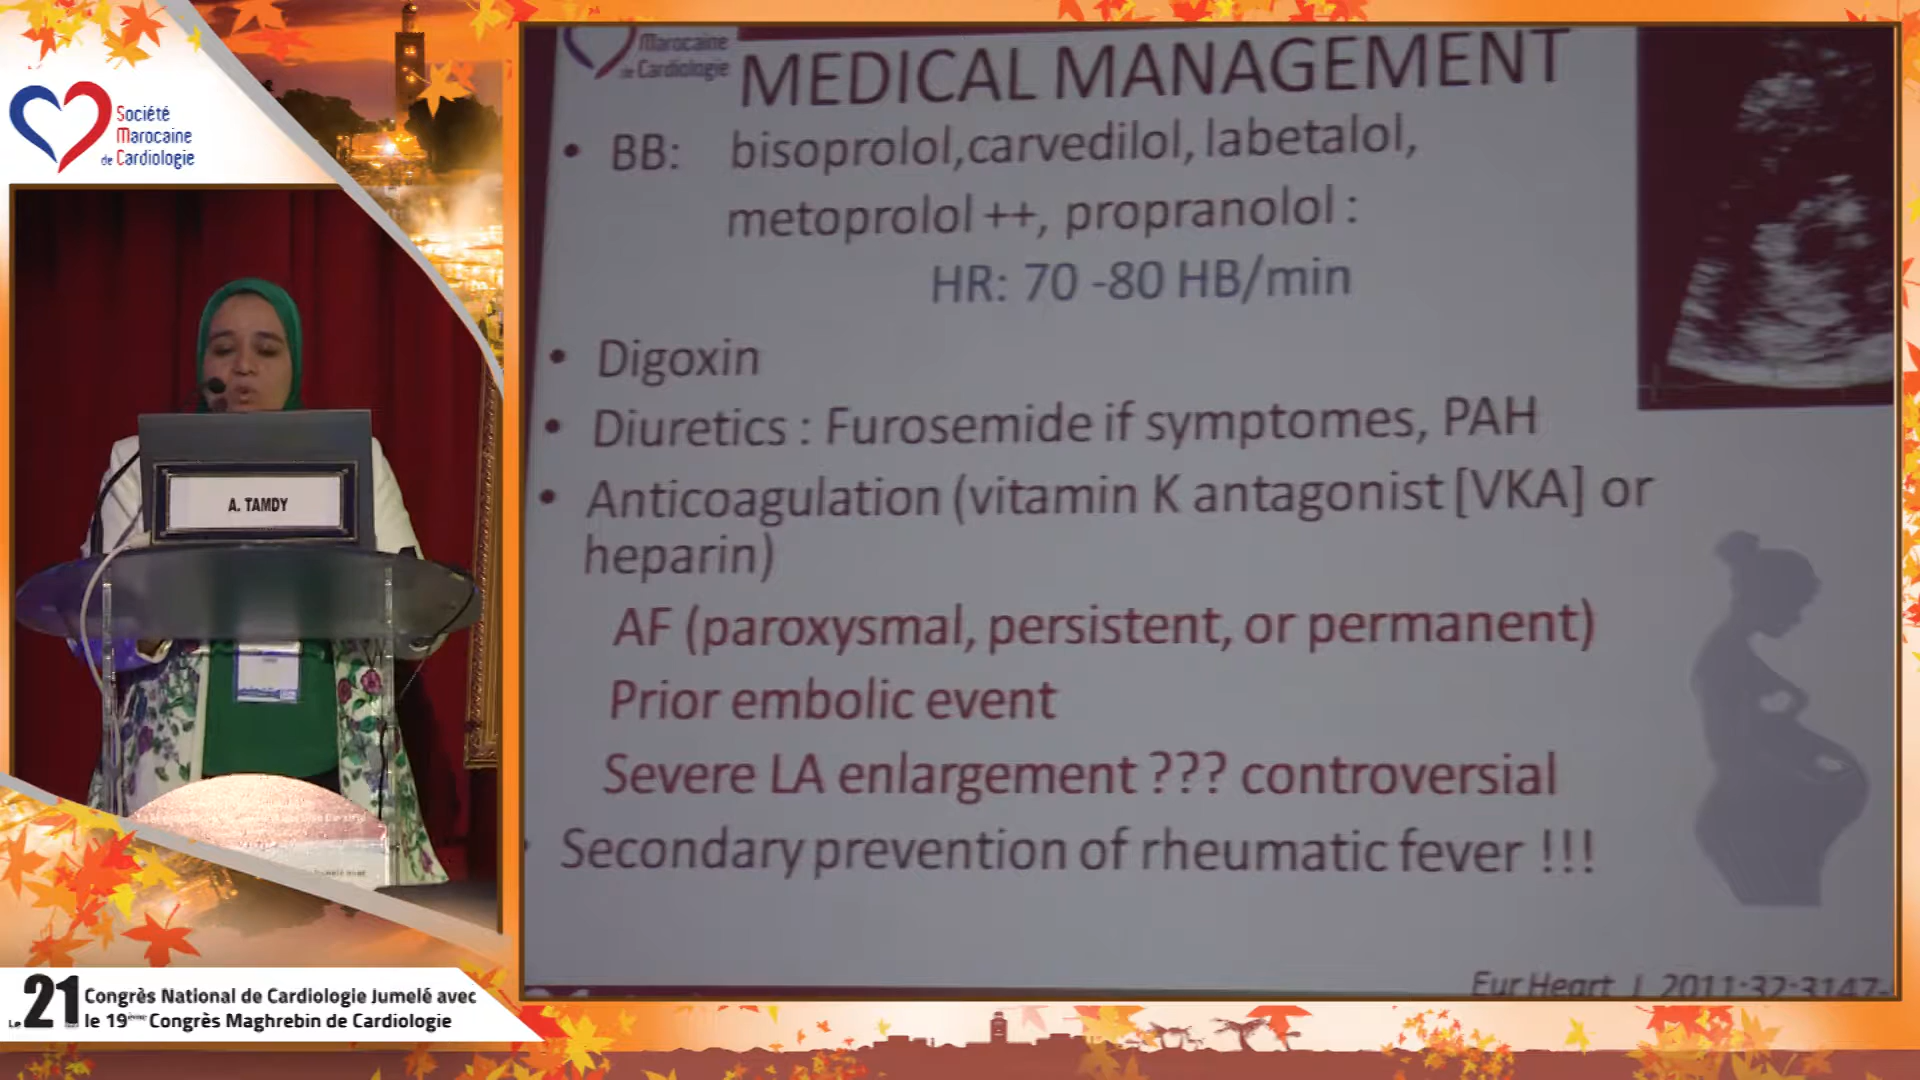 Société
Marocaine
de Cardiologie
A. TAMDY
Le 21 Congrès National de Cardiologie Jumelé avec
le 19ème Congrès Maghrebin de Cardiologie
Marocaine
de Cardiologie
MEDICAL MANAGEMENT
• BB: bisoprolol,carvedilol, labetalol,
metoprolol ++, propranolol :
HR: 70 -80 HB/min
• Digoxin
• Diuretics : Furosemide if symptomes, PAH
• Anticoagulation (vitamin K antagonist [VKA] or
heparin)
AF (paroxysmal, persistent, or permanent)
Prior embolic event
Severe LA enlargement ??? controversial
• Secondary prevention of rheumatic fever !!!
Eur Heart J 2011;32:3147-